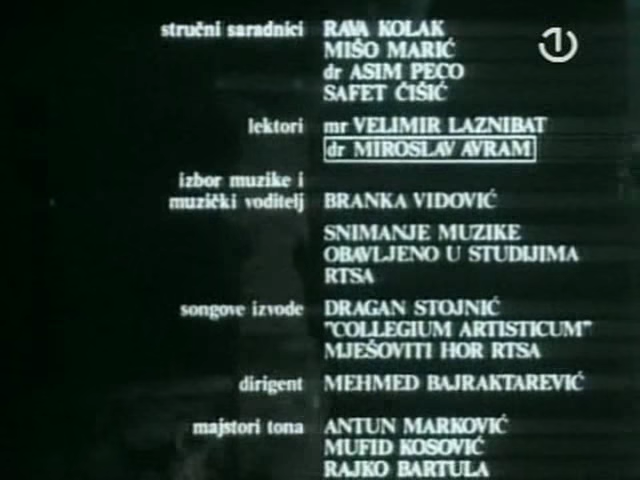 stručni saradnici RAVA KOLAK
MIŠO MARIĆ
dr ASIM PECO
SAFET ĆIŠIĆ
lektori mr VELIMIR LAZNIBAT
dr MIROSLAV AVRAM
izbor muzike i
muzički voditelj BRANKA VIDOVIĆ
SNIMANJE MUZIKE
OBAVLJENO U STUDIJIMA
RTSA
songove izvode DRAGAN STOJNIĆ
"COLLEGIUM ARTISTICUM"
MJEŠOVITI HOR RTSA
dirigent MEHMED BAJRAKTAREVIĆ
majstori tona ANTUN MARKOVIĆ
MUFID KOSOVIĆ
RAJKO BARTULA
1